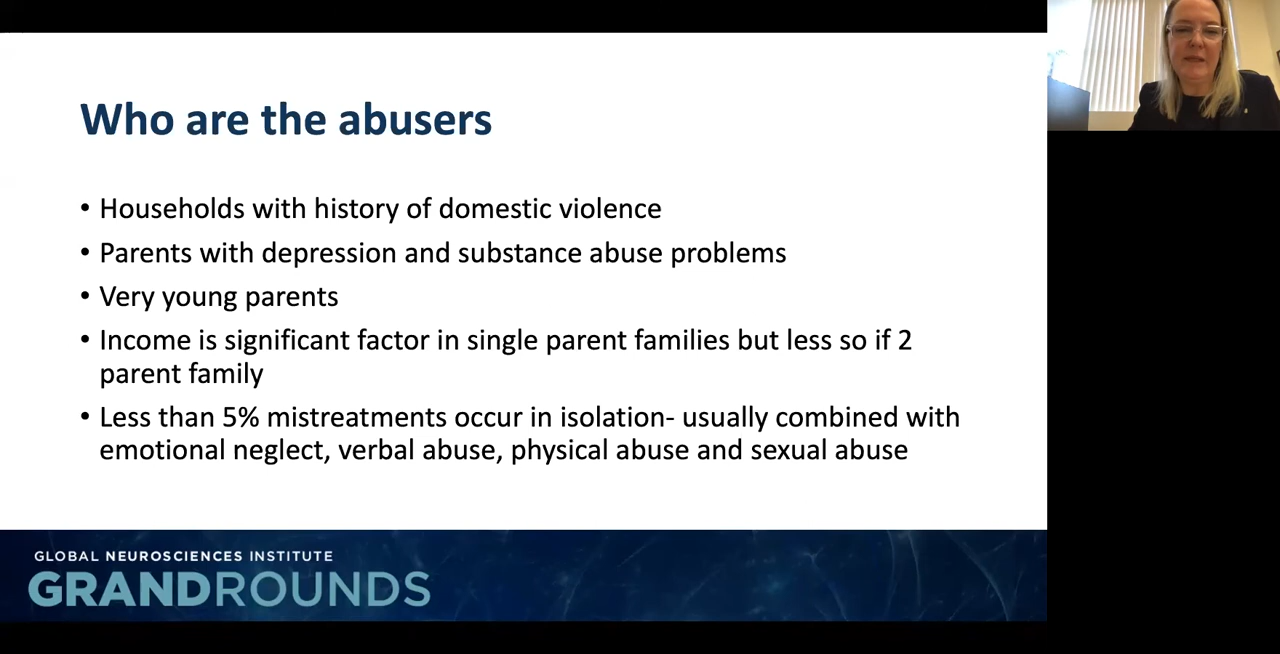 Who are the abusers
• Households with history of domestic violence
• Parents with depression and substance abuse problems
• Very young parents
• Income is significant factor in single parent families but less so if 2
parent family
• Less than 5% mistreatments occur in isolation- usually combined with
emotional neglect, verbal abuse, physical abuse and sexual abuse
GLOBAL NEUROSCIENCES INSTITUTE
GRANDROUNDS